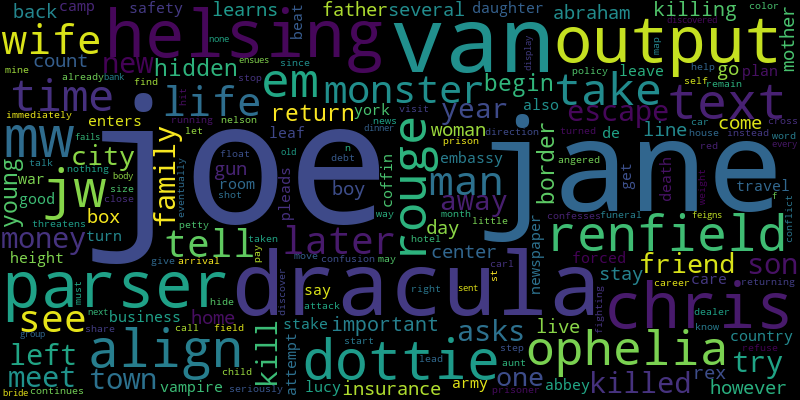 back camp safety learns father several daughter abraham killing discovered color
wife helsing beat van output mother
none ensues since display map
count new hidden em monster begin take leave go help plan text
mine already bank find stop policy self remain
time life return york year also escape
immediately enters running hit visit direction car cross
mw city let nelson news leaf woman de line come
fails joe float old dinner n turned house instead word every
talk nothing gun room debt embassy border angered red
young jw body size family boy coffin rouge prison man get death jane travel
war good close eventually shot pleads way month little away weight f
threatens petty hotel day confesses funeral feigns conflict
box tell later renfield
money turn taken pay may center newspaper forced
height give arrival move confusion carl stay friend son
parser must hide discover dracula right sent st career care returning
next share business home say attack stake important live fighting chris country
see call field start lead step dealer know
left group align kill attempt dottie asks ophelia refuse try
meet town child aunt one abbey killed rex
bride continues vampire seriously lucy insurance army prisoner however